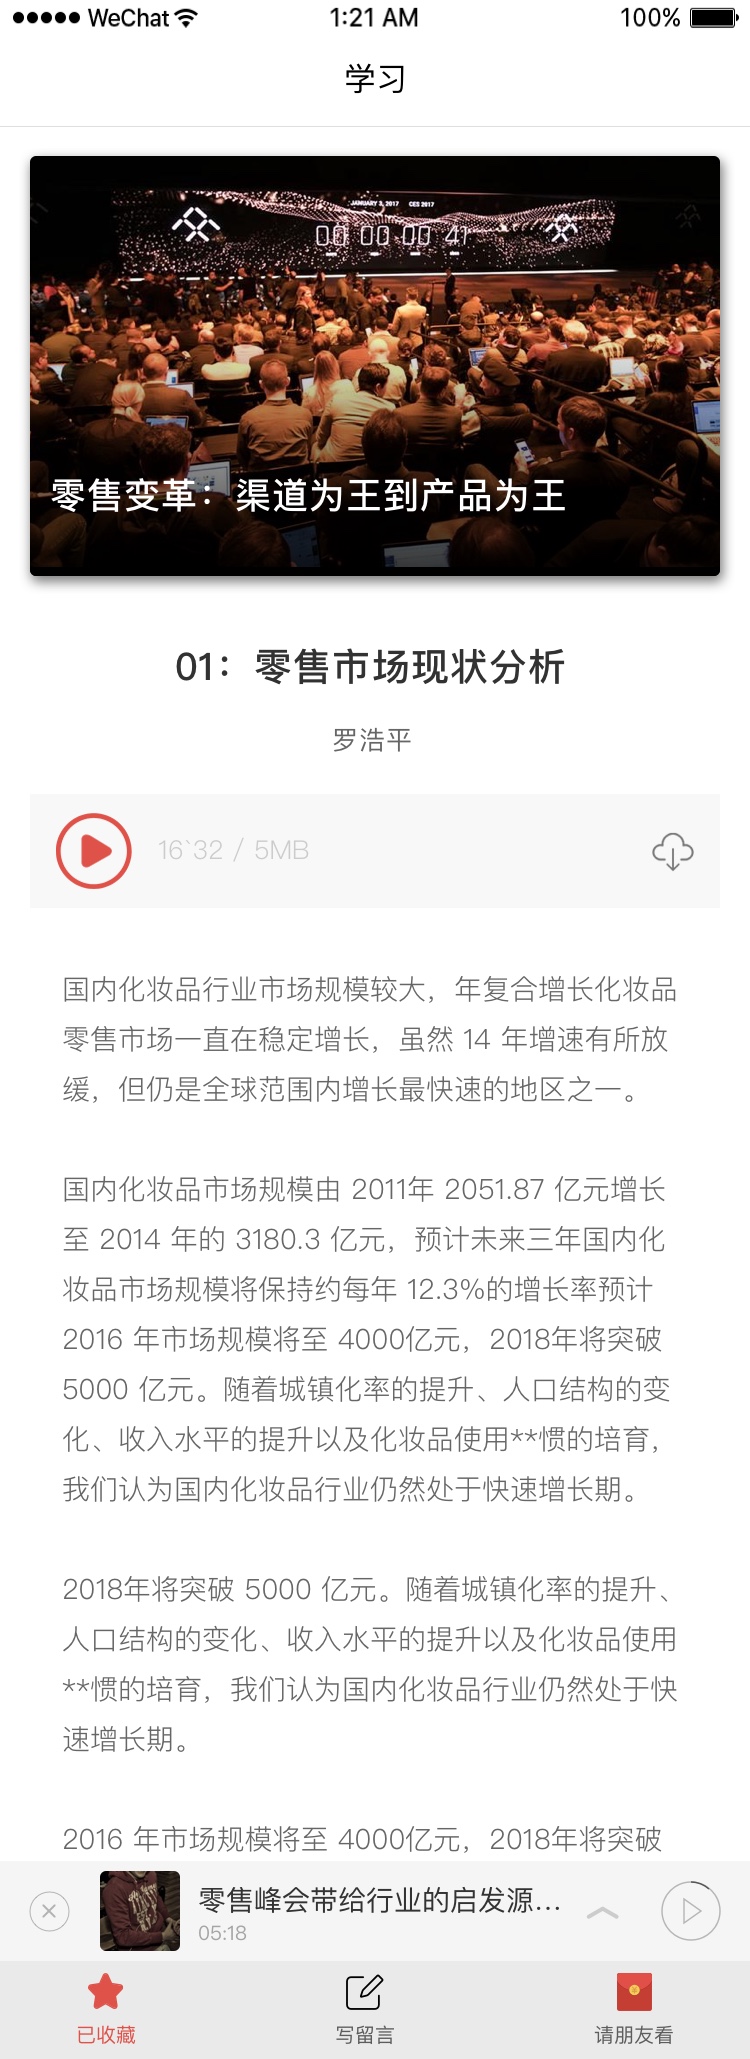 WeChat
1:21 AM
100%
学习
JANUARY 3, 2017 CES 2017
00 00 00 41
零售变革：渠道为王到产品为王
01：零售市场现状分析
罗浩平
16`32 / 5MB
国内化妆品行业市场规模较大，年复合增长化妆品
零售市场一直在稳定增长，虽然 14 年增速有所放
缓，但仍是全球范围内增长最快速的地区之一。
国内化妆品市场规模由 2011年 2051.87 亿元增长
至 2014 年的 3180.3 亿元，预计未来三年国内化
妆品市场规模将保持约每年 12.3%的增长率预计
2016 年市场规模将至 4000亿元，2018年将突破
5000 亿元。随着城镇化率的提升、人口结构的变
化、收入水平的提升以及化妆品使用**惯的培育，
我们认为国内化妆品行业仍然处于快速增长期。
2018年将突破 5000 亿元。随着城镇化率的提升、
人口结构的变化、收入水平的提升以及化妆品使用
**惯的培育，我们认为国内化妆品行业仍然处于快
速增长期。
2016 年市场规模将至 4000亿元，2018年将突破
零售峰会带给行业的启发源...
05:18
已收藏
写留言
请朋友看